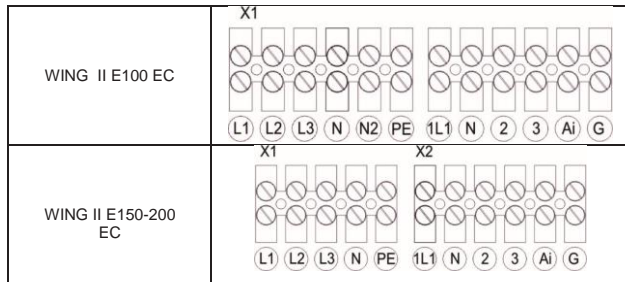 X1
WING II E100 EC
L1 L2 L3 N N2 PE 1L1 N 2 3 Ai G
X1 X2
WING II E150-200
EC
L1 L2 L3 N PE 1L1 N 2 3 Ai G